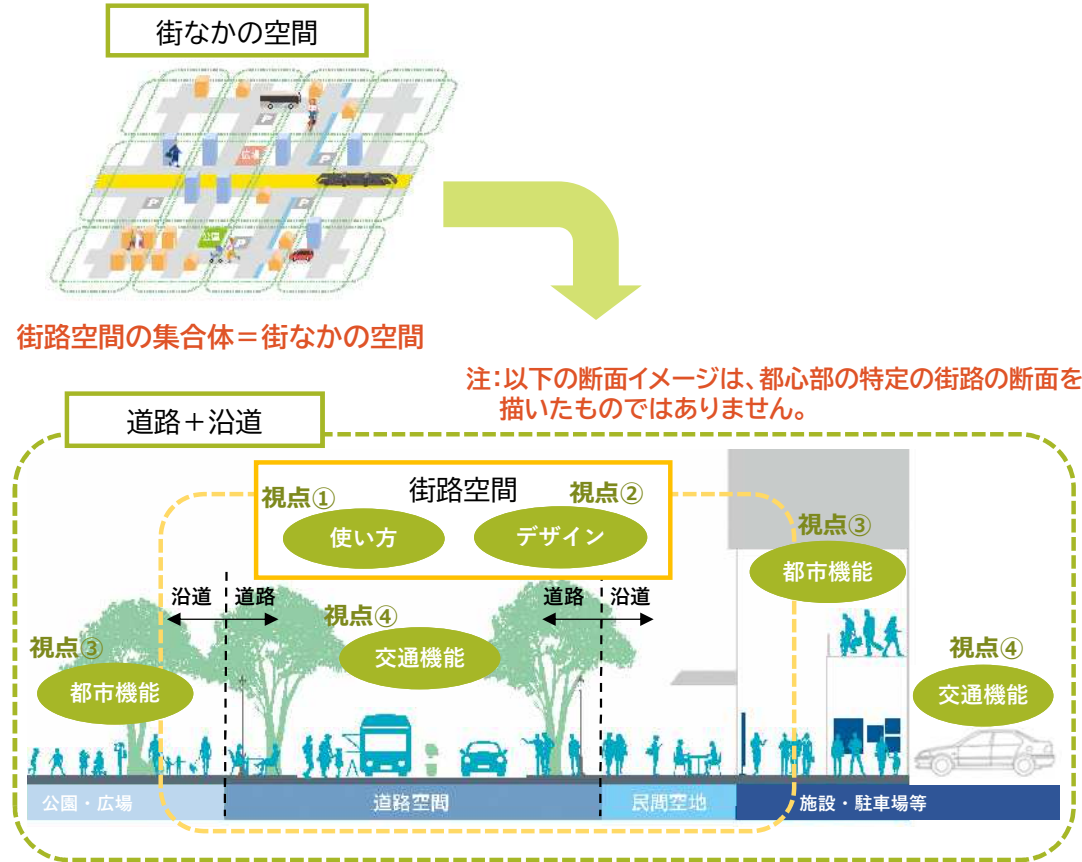 街なかの空間
P
広場
P
P
公園
P
街路空間の集合体＝街なかの空間
注：以下の断面イメージは、都心部の特定の街路の断面を
描いたものではありません。
道路＋沿道
視点①
街路空間
視点②
使い方
デザイン
視点③
都市機能
沿道
道路
視点④
交通機能
道路
沿道
視点③
都市機能
視点④
交通機能
公園・広場
道路空間
民間空地
施設・駐車場等